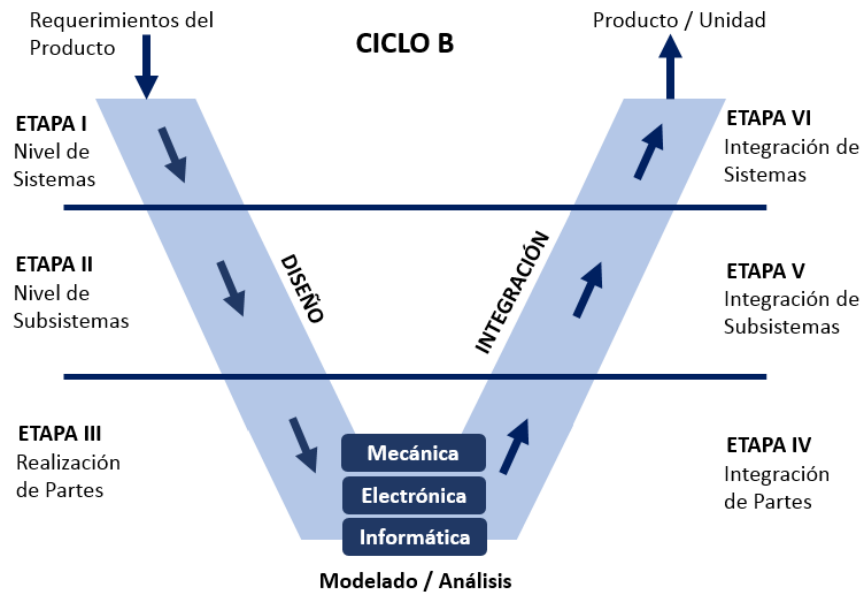 Requerimientos del
Producto
CICLO B
Producto / Unidad
ETAPA I
Nivel de
Sistemas
ETAPA VI
Integración de
Sistemas
ETAPA II
Nivel de
Subsistemas
DISEÑO
INTEGRACIÓN
ETAPA V
Integración de
Subsistemas
ETAPA III
Realización
de Partes
Mecánica
Electrónica
Informática
ETAPA IV
Integración
de Partes
Modelado / Análisis